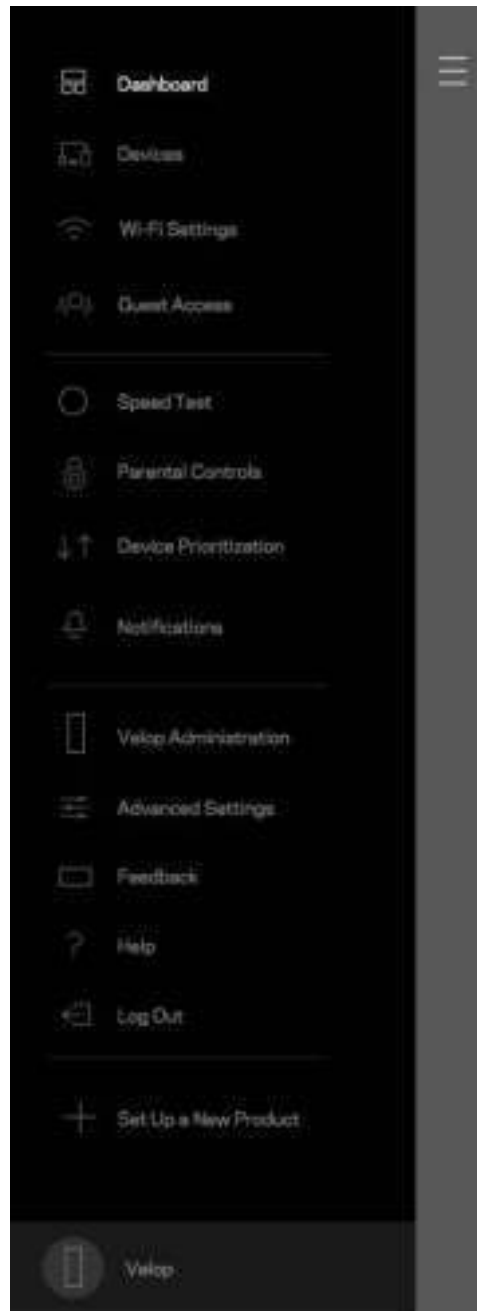 Dashboard
Devices
Wi-Fi Settings
Guest Access
Speed Test
Parental Controls
Device Prioritization
Notifications
Velop Administration
Advanced Settings
Feedback
Help
Log Out
Set Up a New Product
Velop